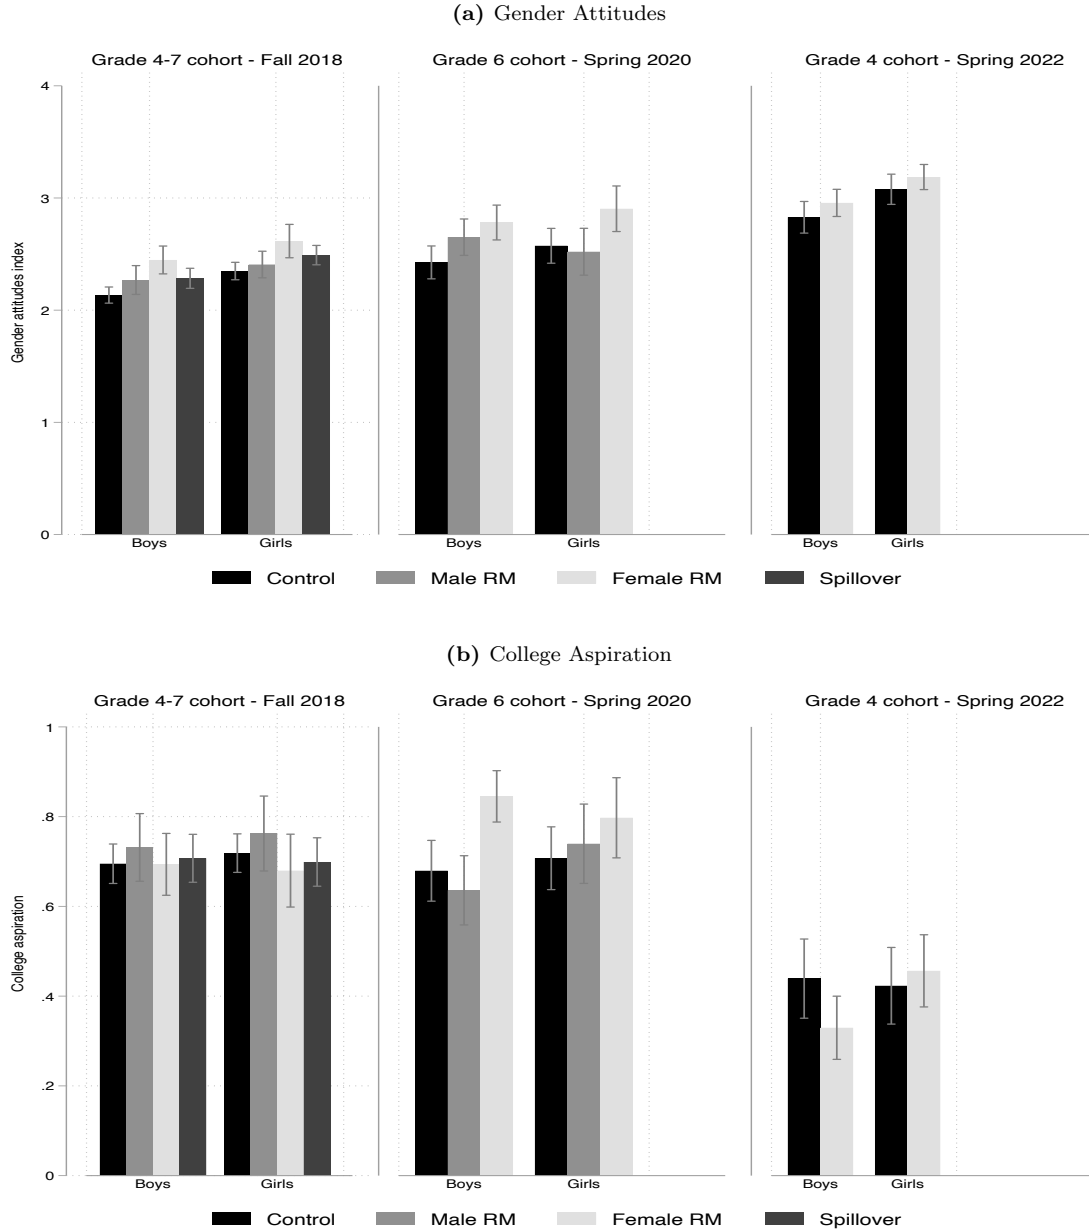 (a) Gender Attitudes
Grade 4-7 cohort - Fall 2018
Grade 6 cohort - Spring 2020
Grade 4 cohort - Spring 2022
Gender attitudes index
4
3
2
1
0
Boys
Girls
Boys
Girls
Boys
Girls
Control
Male RM
Female RM
Spillover
(b) College Aspiration
Grade 4-7 cohort - Fall 2018
Grade 6 cohort - Spring 2020
Grade 4 cohort - Spring 2022
College aspiration
1
.8
.6
.4
.2
0
Boys
Girls
Boys
Girls
Boys
Girls
Control
Male RM
Female RM
Spillover